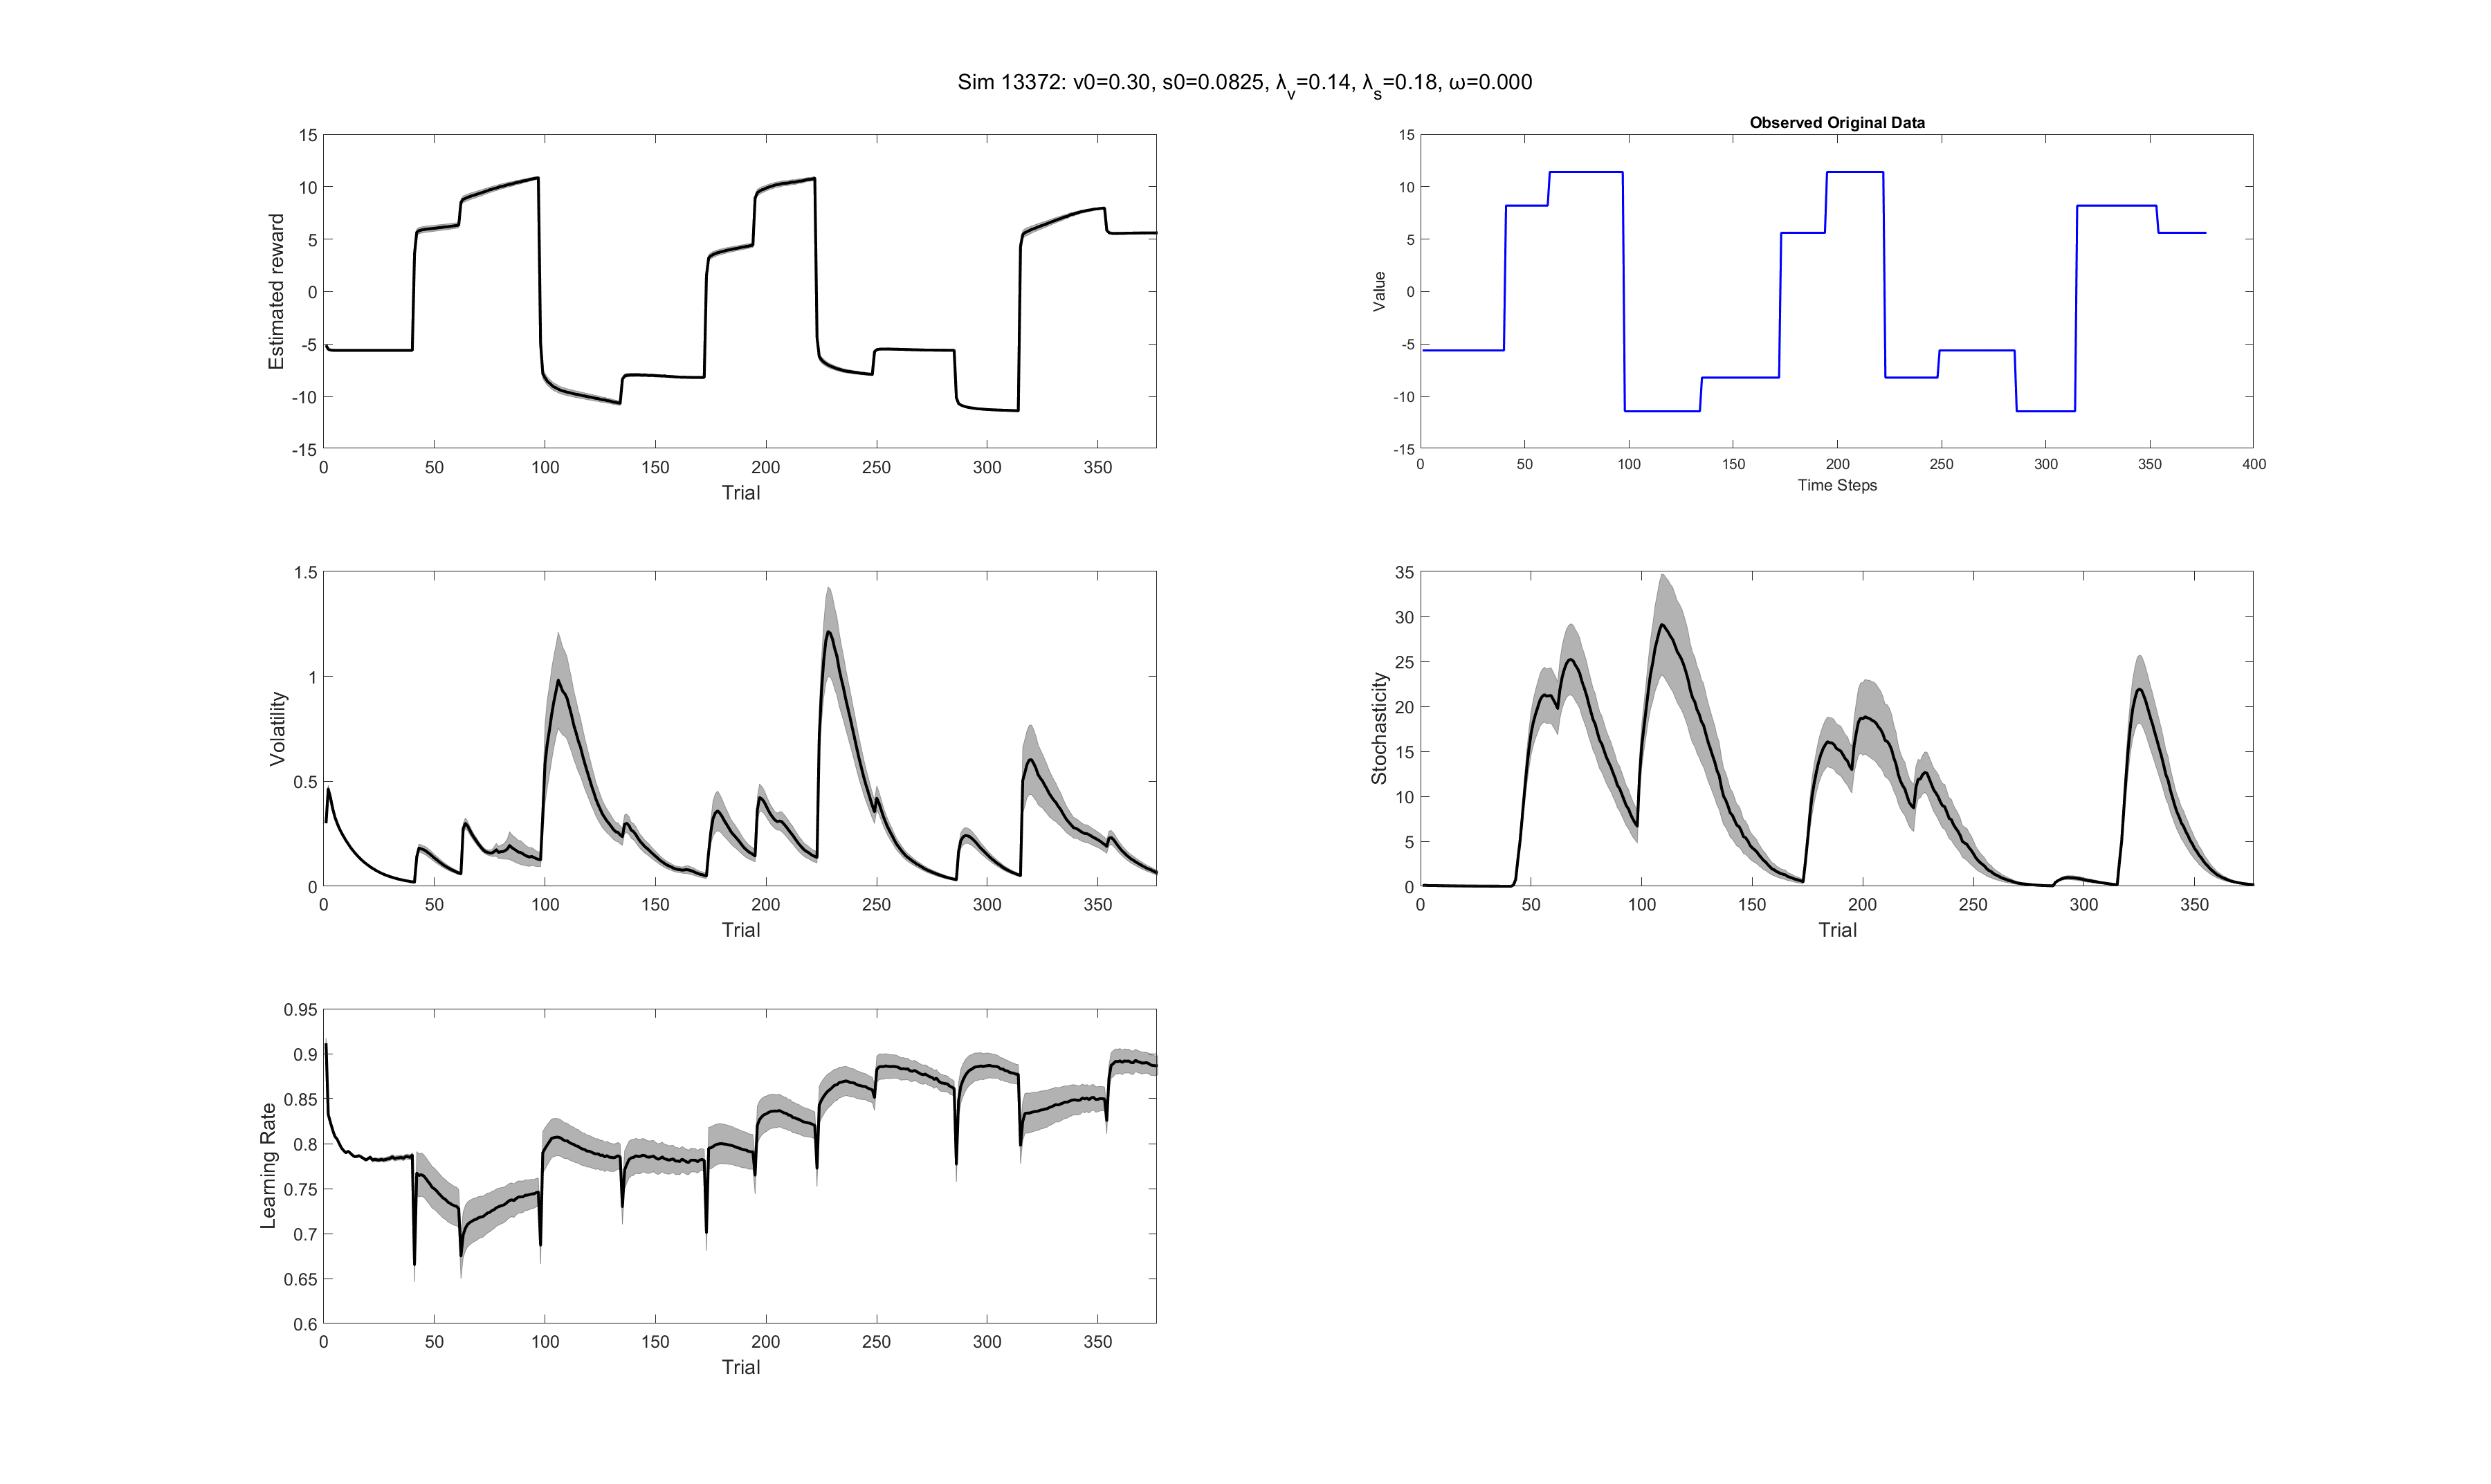 Sim 13372: v0=0.30, s0=0.0825, λv=0.14, λs=0.18, ω=0.000
15
10
5
0
-5
-10
-15
0 50 100 150 200 250 300 350
Estimated reward
Trial
Observed Original Data
15
10
5
0
-5
-10
-15
0 50 100 150 200 250 300 350 400
Value
Time Steps
1.5
1
0.5
0
0 50 100 150 200 250 300 350
Volatility
Trial
35
30
25
20
15
10
5
0
0 50 100 150 200 250 300 350
Stochasticity
Trial
0.95
0.9
0.85
0.8
0.75
0.7
0.65
0.6
0 50 100 150 200 250 300 350
Learning Rate
Trial